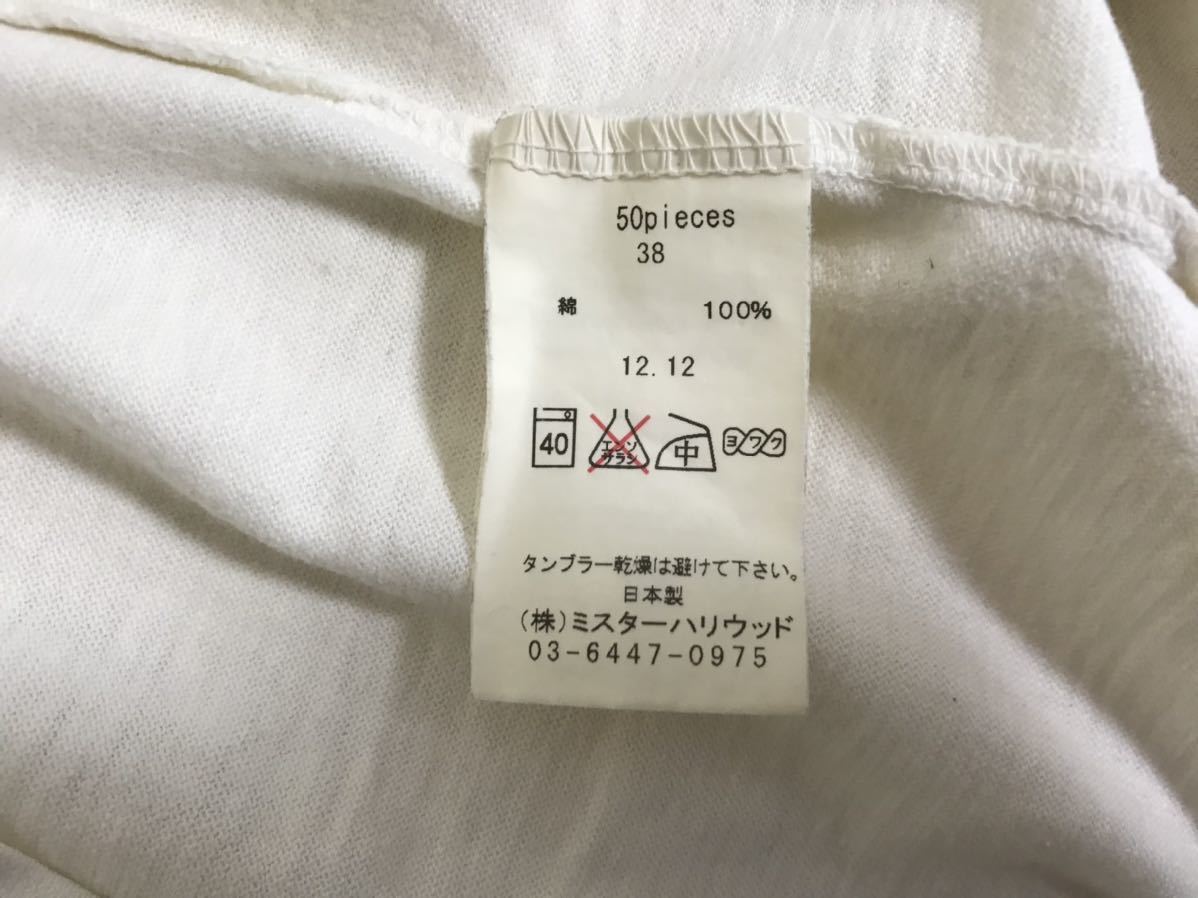 50pieces
38
綿 100%
12.12
40 エンソ サラシ 中 ヨワク
タンブラー乾燥は避けて下さい。
日本製
(株)ミスターハリウッド
03-6447-0975